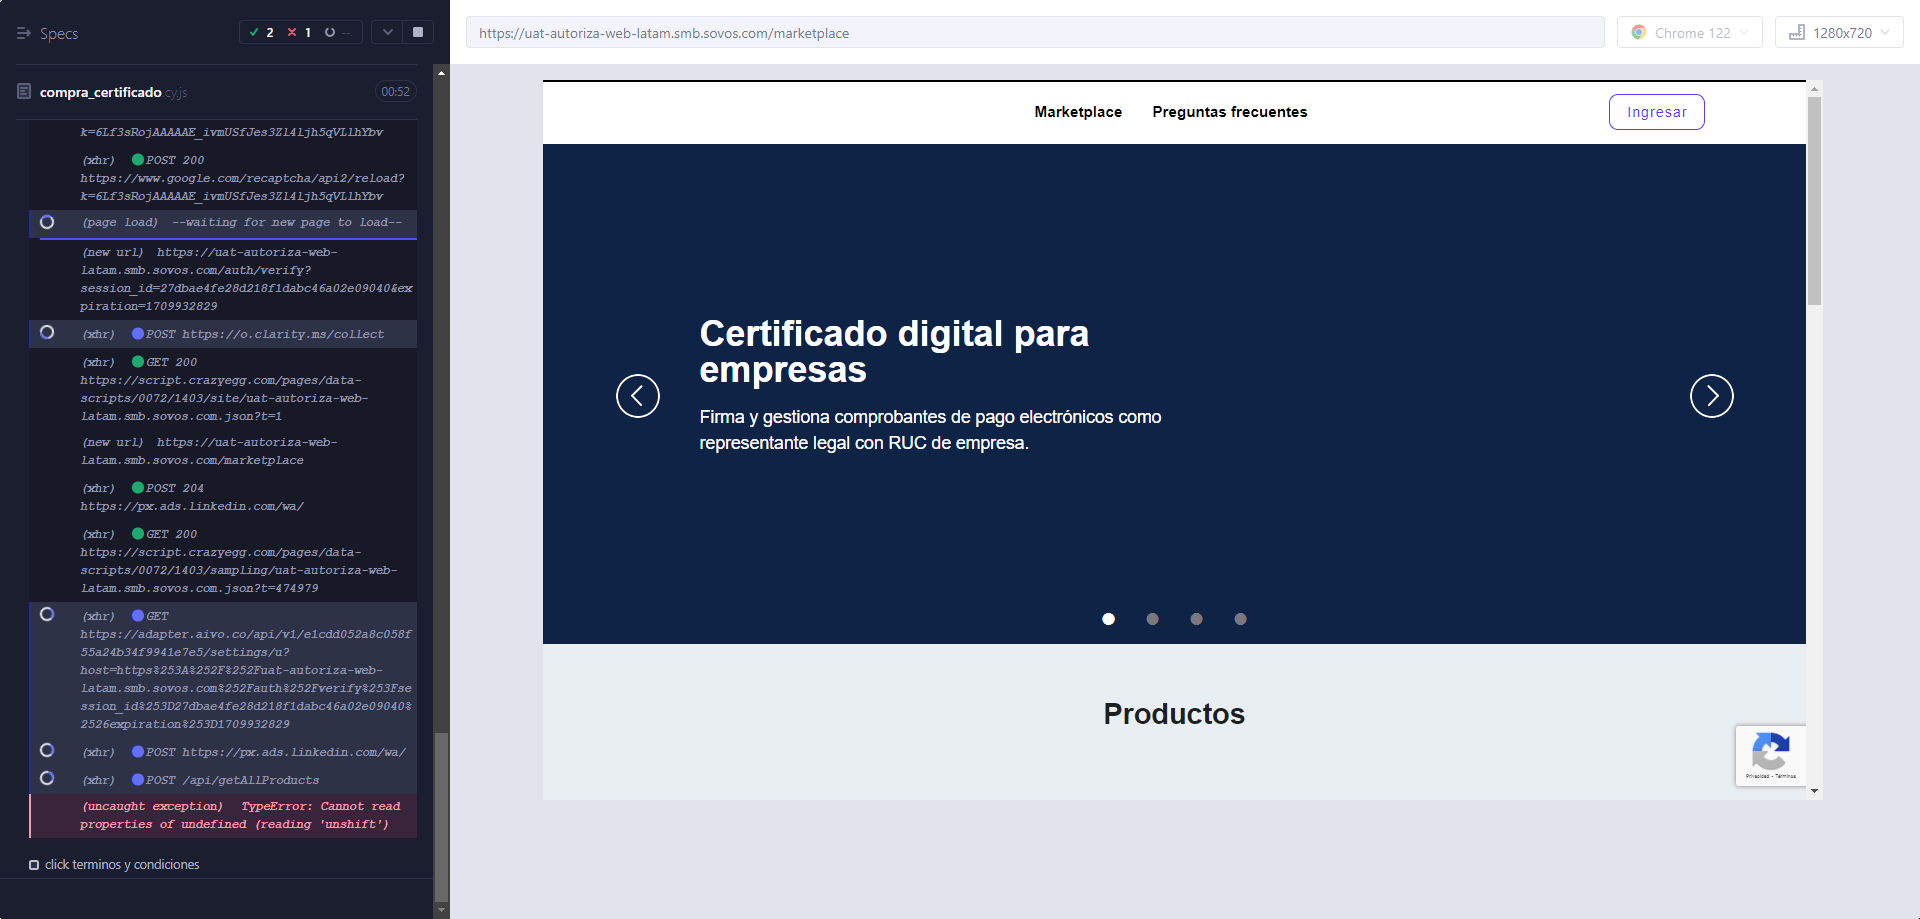 Specs
2
1
--
compra_certificado.cy.js
00:52
k=6Lf3sRojAAAAAE_ivmUSfJes3Zl4ljh5qVLlhYbv
(xhr) POST 200
https://www.google.com/recaptcha/api2/reload?
k=6Lf3sRojAAAAAE_ivmUSfJes3Zl4ljh5qVLlhYbv
(page load) --waiting for new page to load--
(new url) https://uat-autoriza-web-
latam.smb.sovos.com/auth/verify?
session_id=27dbae4fe28d218f1dabc46a02e09040&ex
piration=1709932829
(xhr) POST https://o.clarity.ms/collect
(xhr) GET 200
https://script.crazyegg.com/pages/data-
scripts/0072/1403/site/uat-autoriza-web-
latam.smb.sovos.com.json?t=1
(new url) https://uat-autoriza-web-
latam.smb.sovos.com/marketplace
(xhr) POST 204
https://px.ads.linkedin.com/wa/
(xhr) GET 200
https://script.crazyegg.com/pages/data-
scripts/0072/1403/sampling/uat-autoriza-web-
latam.smb.sovos.com.json?t=474979
(xhr) GET
https://adapter.aivo.co/api/v1/e1cdd052a8c058f
55a24b34f9941e7e5/settings/u?
host=https%253A%252F%252Fuat-autoriza-web-
latam.smb.sovos.com%252Fauth%252Fverify%253Fse
ssion_id%253D27dbae4fe28d218f1dabc46a02e09040%
2526expiration%253D1709932829
(xhr) POST https://px.ads.linkedin.com/wa/
(xhr) POST /api/getAllProducts
(uncaught exception) TypeError: Cannot read
properties of undefined (reading 'unshift')
click terminos y condiciones
https://uat-autoriza-web-latam.smb.sovos.com/marketplace
Chrome 122
1280x720
Marketplace
Preguntas frecuentes
Ingresar
Certificado digital para
empresas
Firma y gestiona comprobantes de pago electrónicos como
representante legal con RUC de empresa.
Productos
Privacidad - Términos